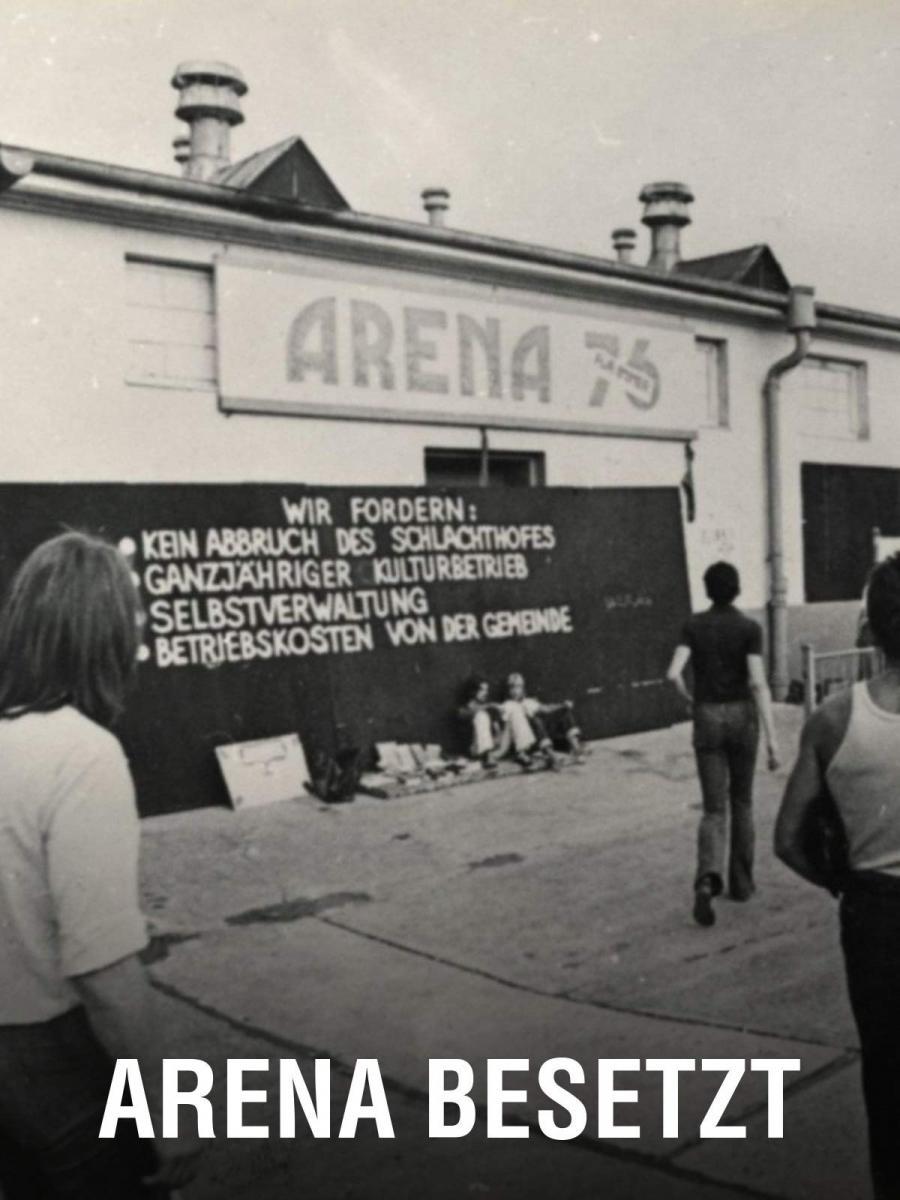 ARENA 76
WIR FORDERN:
• KEIN ABBRUCH DES SCHLACHTHOFES
• GANZJÄHRIGER KULTURBETRIEB
• SELBSTVERWALTUNG
• BETRIEBSKOSTEN VON DER GEMEINDE
ARENA BESETZT